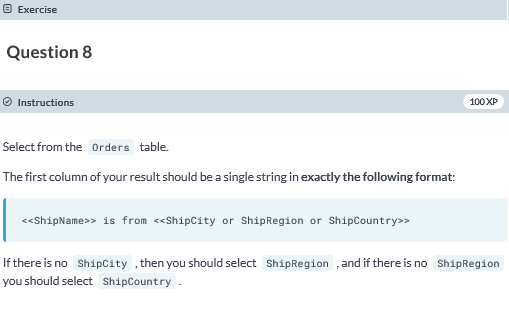 Exercise
Question 8
Instructions
100 XP
Select from the Orders table.
The first column of your result should be a single string in exactly the following format:
<<ShipName>> is from <<ShipCity or ShipRegion or ShipCountry>>
If there is no ShipCity , then you should select ShipRegion , and if there is no ShipRegion
you should select ShipCountry .